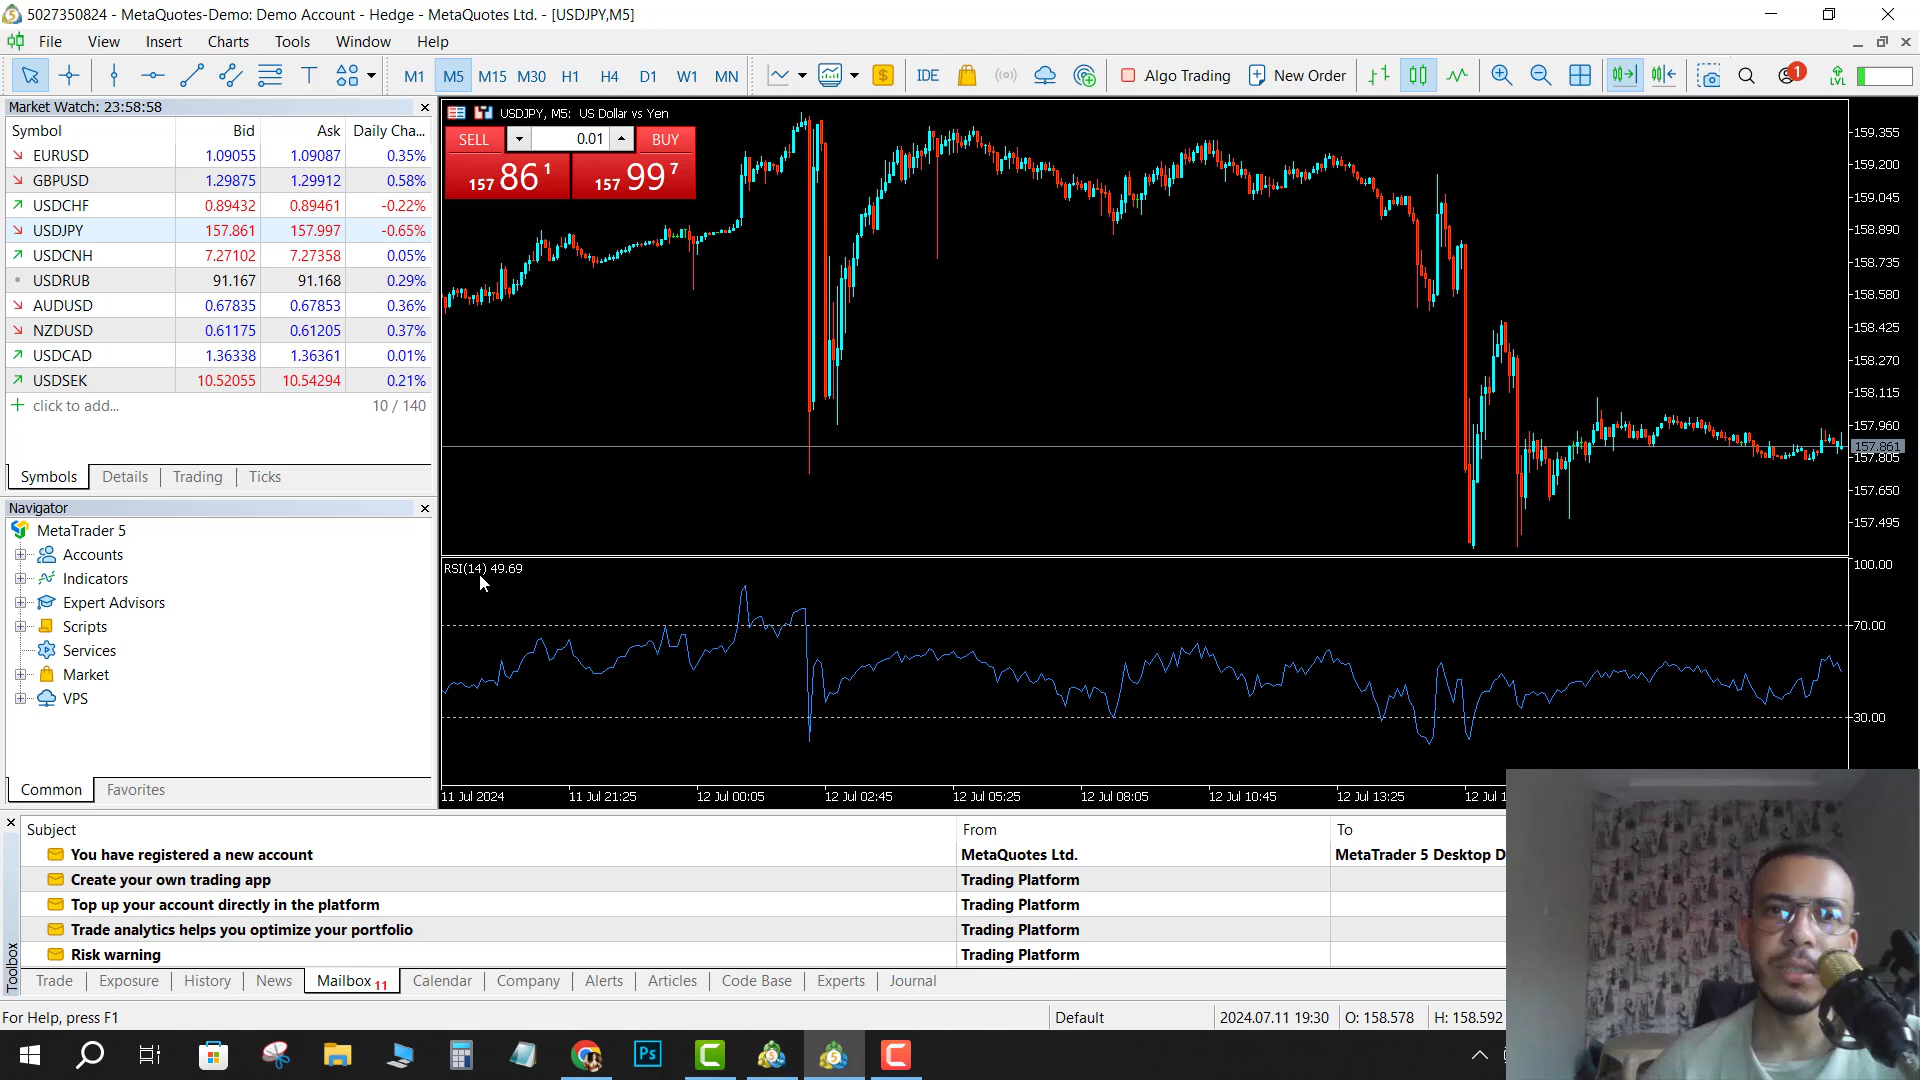 5027350824 - MetaQuotes-Demo: Demo Account - Hedge - MetaQuotes Ltd. - [USDJPY,M5]
File View Insert Charts Tools Window Help
M1 M5 M15 M30 H1 H4 D1 W1 MN IDE Algo Trading New Order 1 LVL
Market Watch: 23:58:58
Symbol Bid Ask Daily Cha...
EURUSD 1.09055 1.09087 0.35%
GBPUSD 1.29875 1.29912 0.58%
USDCHF 0.89432 0.89461 -0.22%
USDJPY 157.861 157.997 -0.65%
USDCNH 7.27102 7.27358 0.05%
USDRUB 91.167 91.168 0.29%
AUDUSD 0.67835 0.67853 0.36%
NZDUSD 0.61175 0.61205 0.37%
USDCAD 1.36338 1.36361 0.01%
USDSEK 10.52055 10.54294 0.21%
click to add... 10 / 140
Symbols Details Trading Ticks
Navigator
MetaTrader 5
Accounts
Indicators
Expert Advisors
Scripts
Services
Market
VPS
Common Favorites
USDJPY, M5: US Dollar vs Yen
SELL 0.01 BUY
157 86 1 157 99 7
159.355
159.200
159.045
158.890
158.735
158.580
158.425
158.270
158.115
157.960
157.861
157.805
157.650
157.495
RSI(14) 49.69
100.00
70.00
30.00
11 Jul 2024 11 Jul 21:25 12 Jul 00:05 12 Jul 02:45 12 Jul 05:25 12 Jul 08:05 12 Jul 10:45 12 Jul 13:25 12 Jul 1
Toolbox
Subject From To
You have registered a new account MetaQuotes Ltd. MetaTrader 5 Desktop D
Create your own trading app Trading Platform
Top up your account directly in the platform Trading Platform
Trade analytics helps you optimize your portfolio Trading Platform
Risk warning Trading Platform
Trade Exposure History News Mailbox 11 Calendar Company Alerts Articles Code Base Experts Journal
For Help, press F1 Default 2024.07.11 19:30 O: 158.578 H: 158.592
Ps